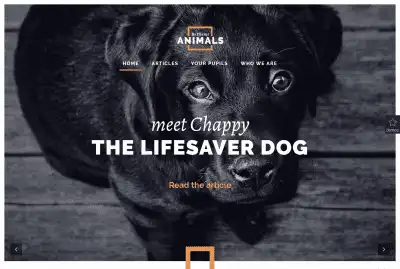 ANIMALS
HOME ARTICLES YOUR PUPIES WHO WE ARE
meet Chappy
THE LIFESAVER DOG
Read the article